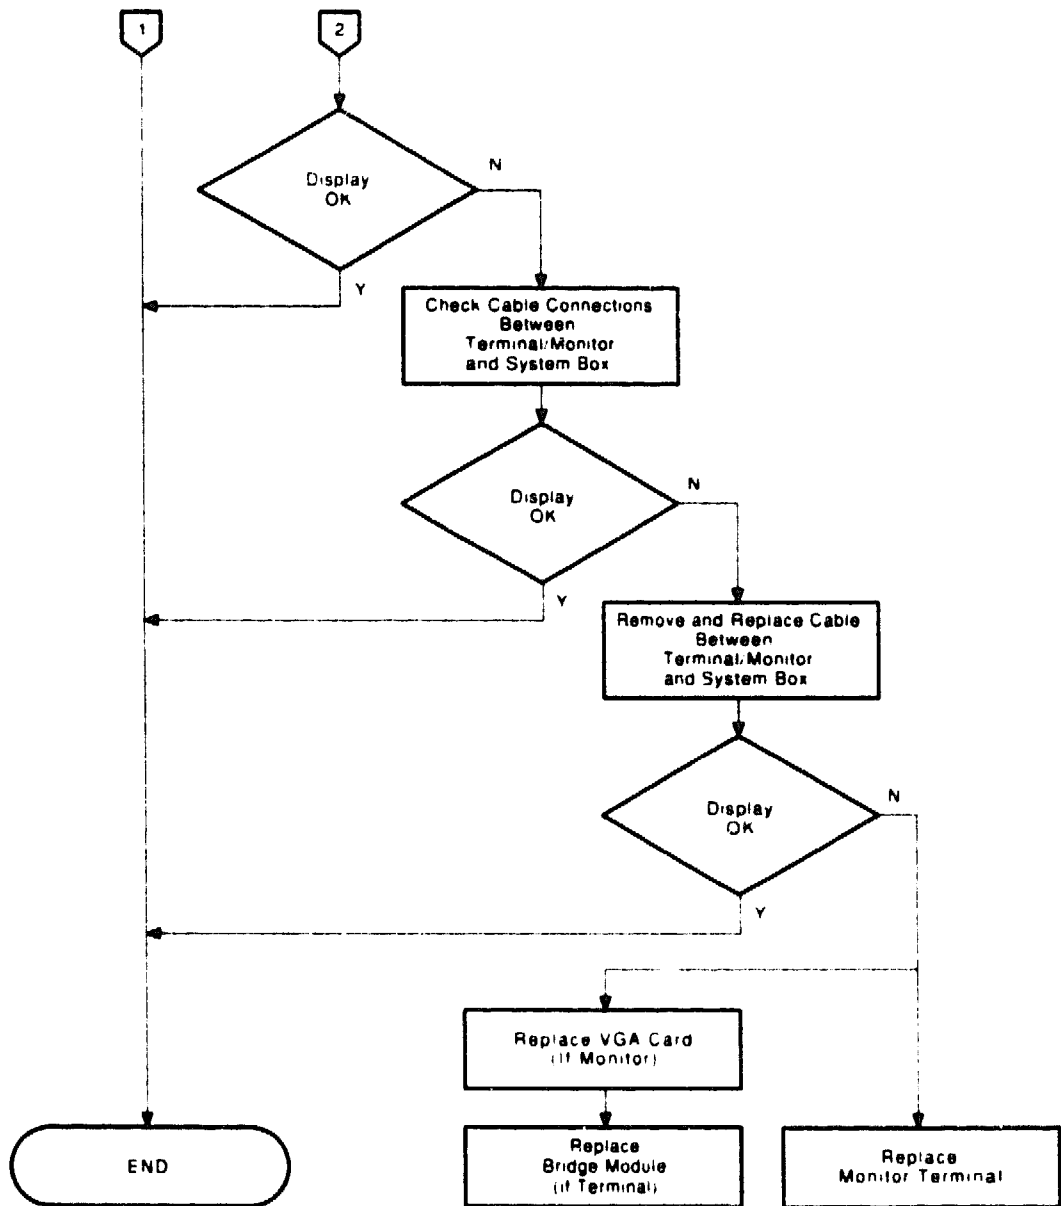 1
2
Display
OK
N
Y
Check Cable Connections
Between
Terminal/Monitor
and System Box
Display
OK
N
Y
Remove and Replace Cable
Between
Terminal/Monitor
and System Box
Display
OK
N
Y
Replace VGA Card
(If Monitor)
END
Replace
Bridge Module
(if Terminal)
Replace
Monitor Terminal